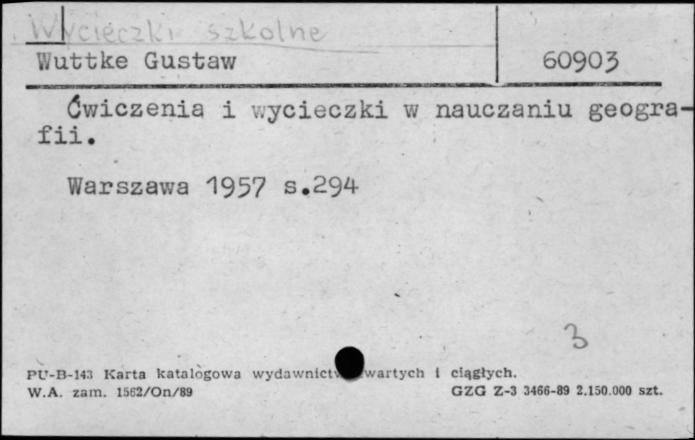 Wycieczki szkolne
Wuttke Gustaw 60903
Ćwiczenia i wycieczki w nauczaniu geogra-
fii.
Warszawa 1957 s.294
3
PU-B-143 Karta katalogowa wydawnictw zwartych i ciągłych.
W.A. zam. 1562/On/89 GZG Z-3 3466-89 2.150.000 szt.